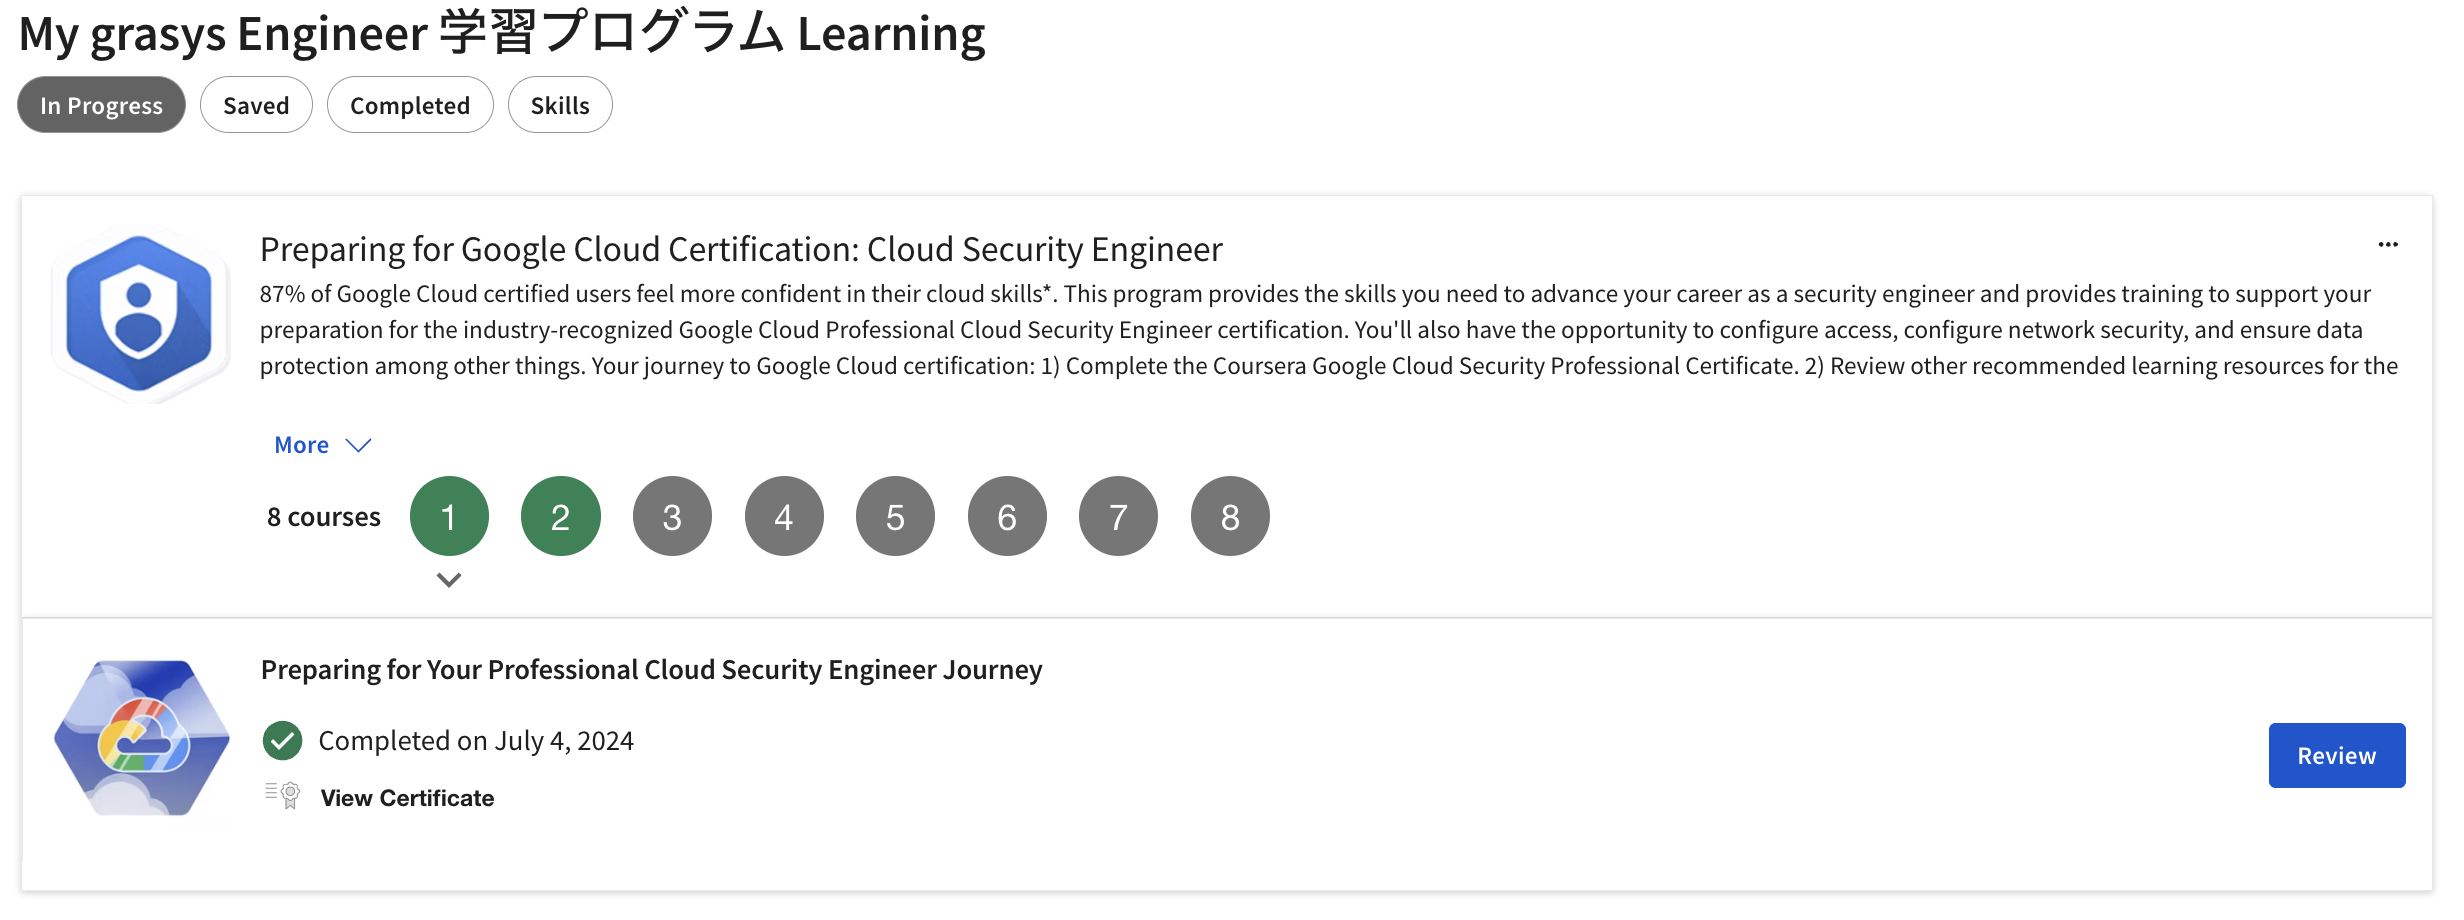 My grasys Engineer 学習プログラム Learning
In Progress Saved Completed Skills
Preparing for Google Cloud Certification: Cloud Security Engineer
87% of Google Cloud certified users feel more confident in their cloud skills*. This program provides the skills you need to advance your career as a security engineer and provides training to support your
preparation for the industry-recognized Google Cloud Professional Cloud Security Engineer certification. You'll also have the opportunity to configure access, configure network security, and ensure data
protection among other things. Your journey to Google Cloud certification: 1) Complete the Coursera Google Cloud Security Professional Certificate. 2) Review other recommended learning resources for the
More
8 courses 1 2 3 4 5 6 7 8
Preparing for Your Professional Cloud Security Engineer Journey
Completed on July 4, 2024
Review
View Certificate